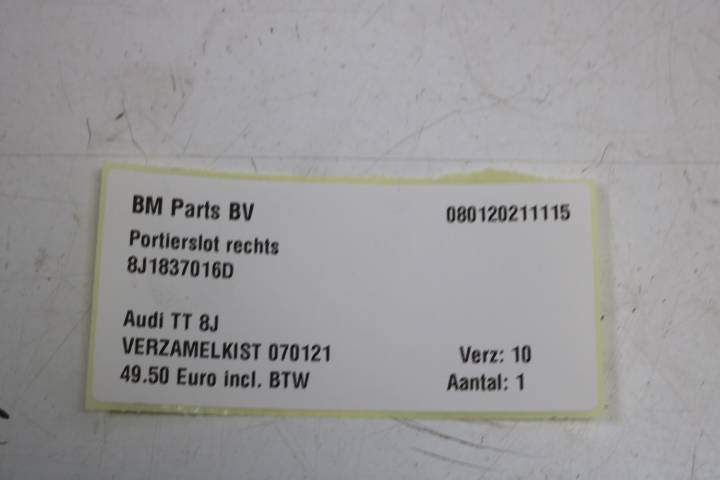 BM Parts BV 080120211115
Portierslot rechts
8J1837016D
Audi TT 8J
VERZAMELKIST 070121 Verz: 10
49.50 Euro incl. BTW Aantal: 1